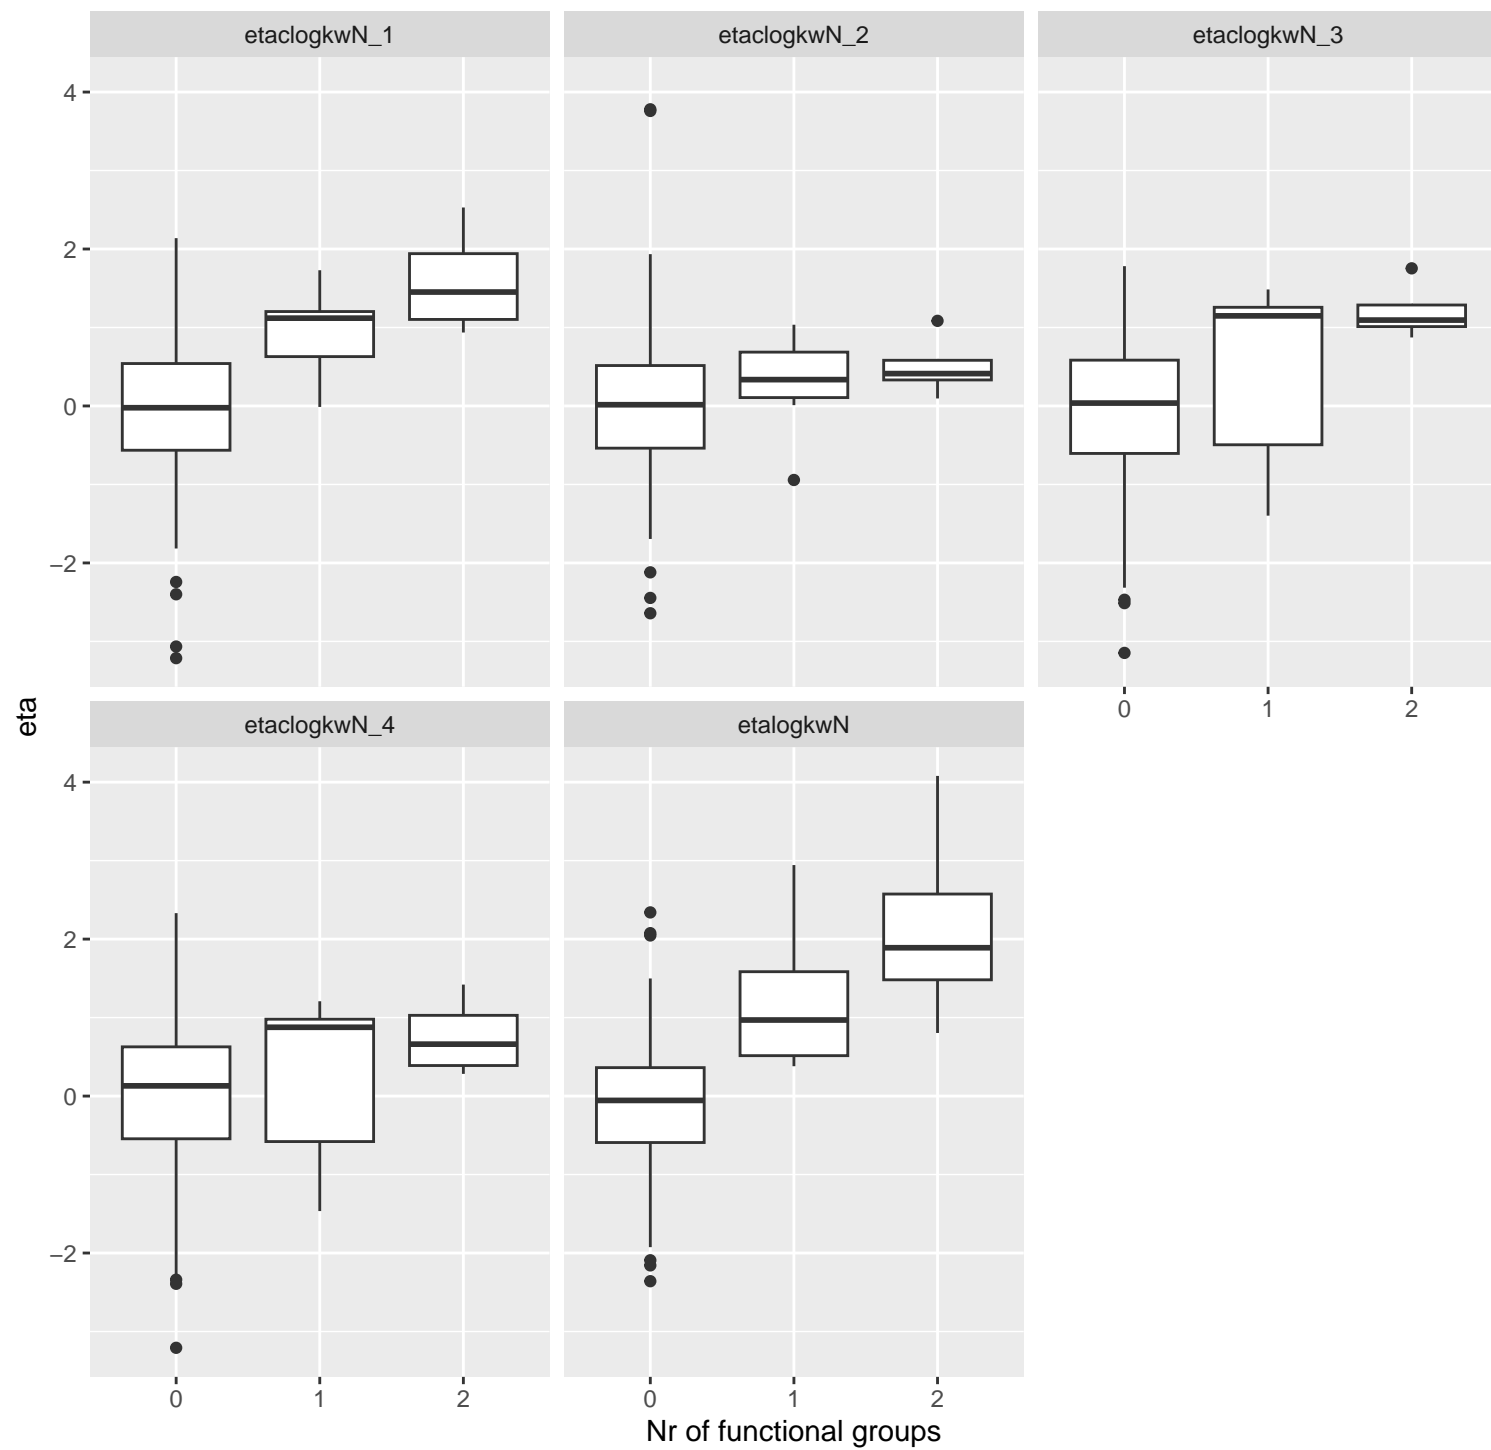 etaclogkwN_1 etaclogkwN_2 etaclogkwN_3
4
2
0
−2
0 1 2
etaclogkwN_4 etalogkwN
4
2
0
−2
0 1 2 0 1 2
eta
Nr of functional groups